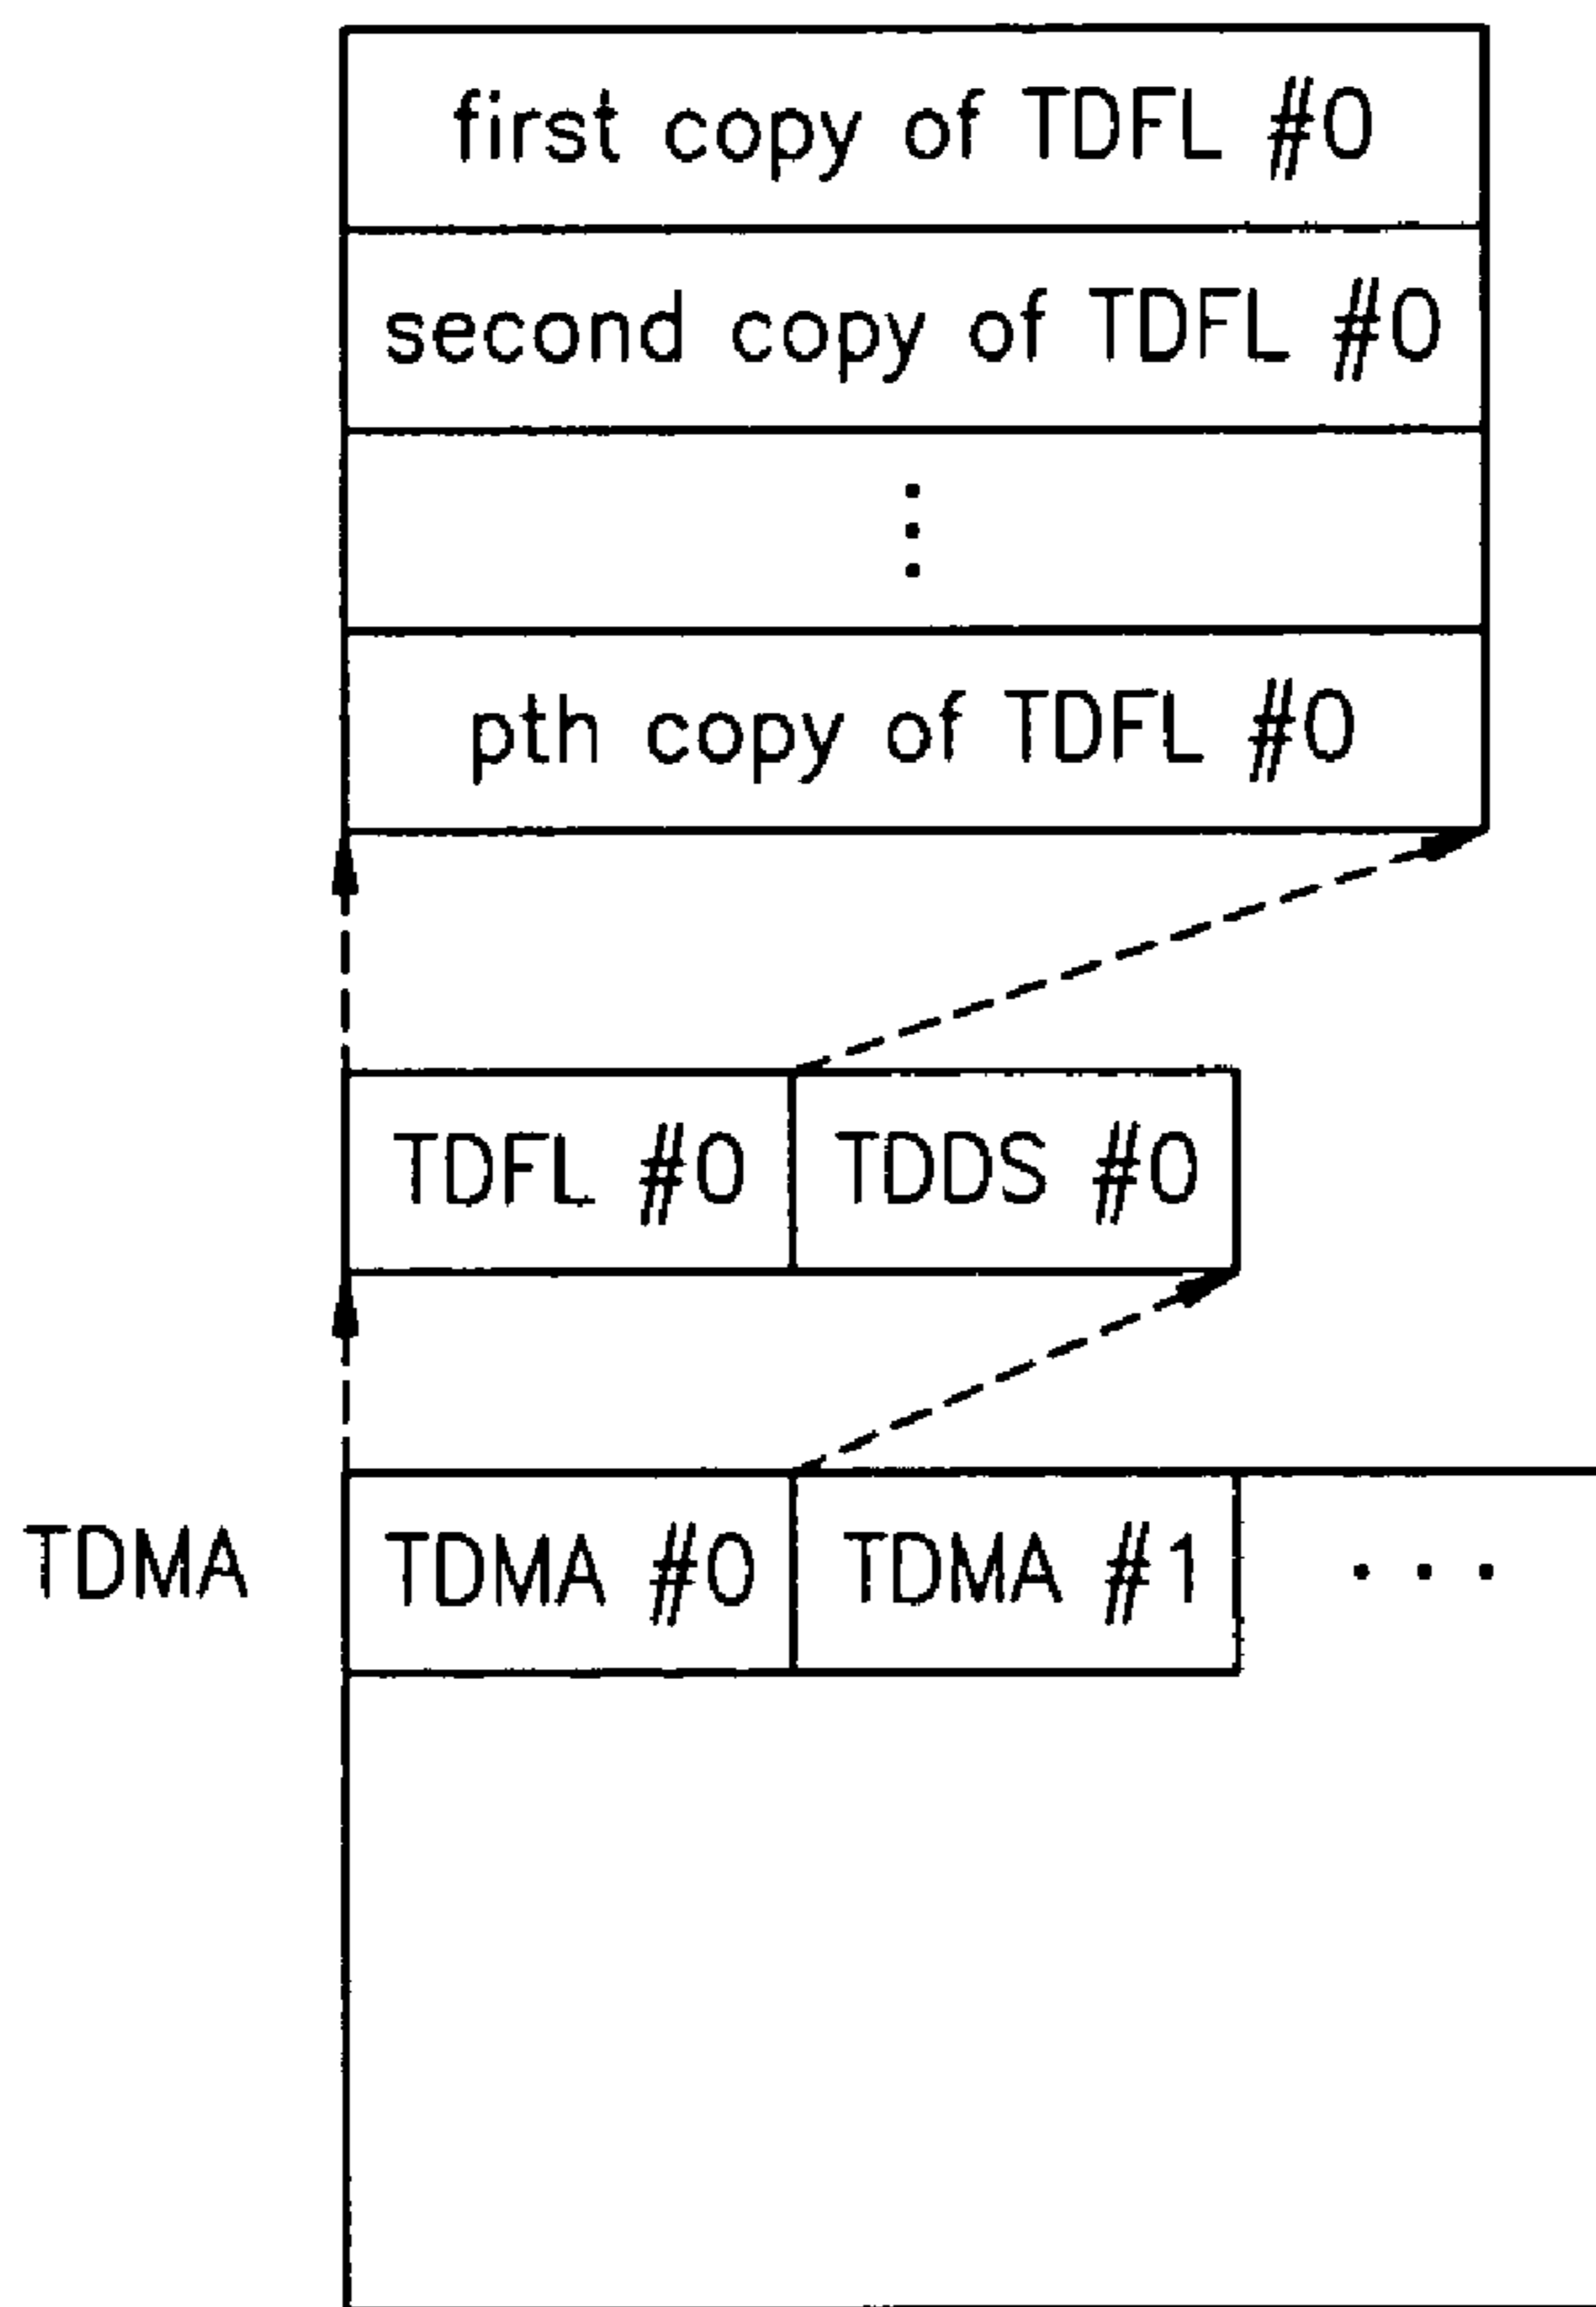 first copy of TDFL #0
second copy of TDFL #0
⋮
pth copy of TDFL #0
TDFL #0 TDDS #0
TDMA TDMA #0 TDMA #1 ...